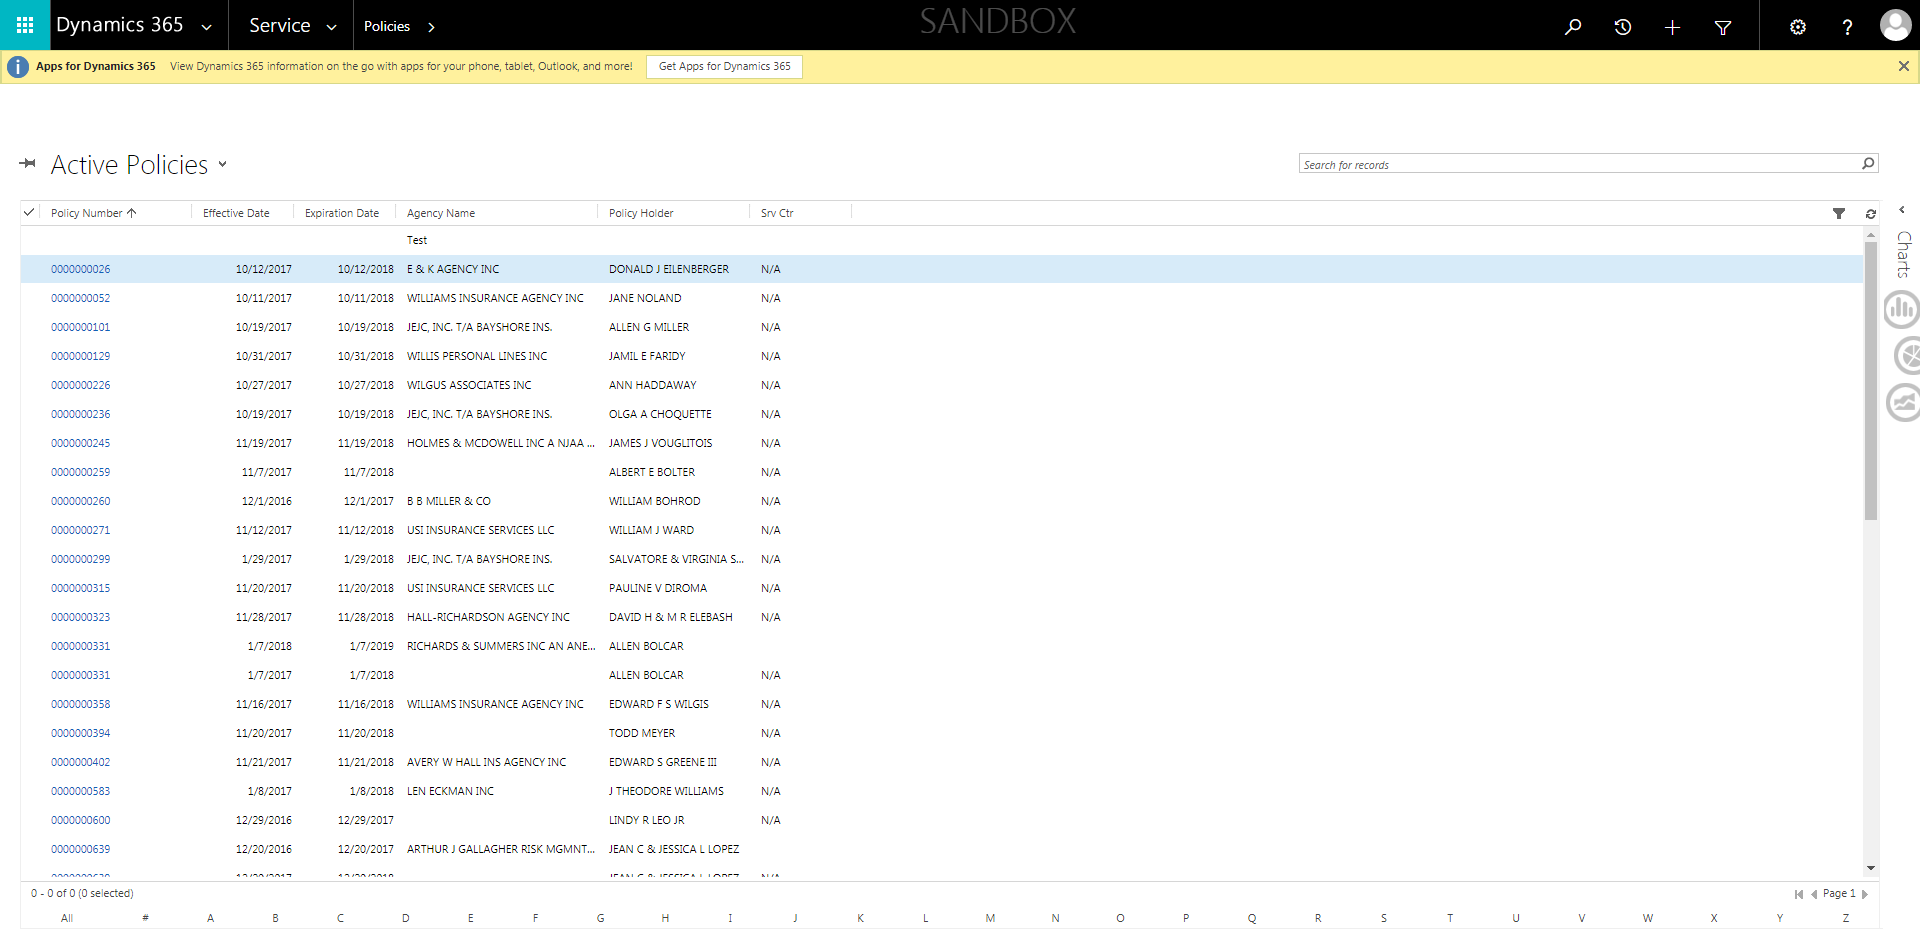 Dynamics 365 Service Policies SANDBOX ?
Apps for Dynamics 365 View Dynamics 365 information on the go with apps for your phone, tablet, Outlook, and more! Get Apps for Dynamics 365
Active Policies
Search for records
Policy Number Effective Date Expiration Date Agency Name Policy Holder Srv Ctr
Charts
Test
0000000026 10/12/2017 10/12/2018 E & K AGENCY INC DONALD J EILENBERGER N/A
0000000052 10/11/2017 10/11/2018 WILLIAMS INSURANCE AGENCY INC JANE NOLAND N/A
0000000101 10/19/2017 10/19/2018 JEJC, INC. T/A BAYSHORE INS. ALLEN G MILLER N/A
0000000129 10/31/2017 10/31/2018 WILLIS PERSONAL LINES INC JAMIL E FARIDY N/A
0000000226 10/27/2017 10/27/2018 WILGUS ASSOCIATES INC ANN HADDAWAY N/A
0000000236 10/19/2017 10/19/2018 JEJC, INC. T/A BAYSHORE INS. OLGA A CHOQUETTE N/A
0000000245 11/19/2017 11/19/2018 HOLMES & MCDOWELL INC A NJAA ... JAMES J VOUGLITOIS N/A
0000000259 11/7/2017 11/7/2018 ALBERT E BOLTER N/A
0000000260 12/1/2016 12/1/2017 B B MILLER & CO WILLIAM BOHROD N/A
0000000271 11/12/2017 11/12/2018 USI INSURANCE SERVICES LLC WILLIAM J WARD N/A
0000000299 1/29/2017 1/29/2018 JEJC, INC. T/A BAYSHORE INS. SALVATORE & VIRGINIA S... N/A
0000000315 11/20/2017 11/20/2018 USI INSURANCE SERVICES LLC PAULINE V DIROMA N/A
0000000323 11/28/2017 11/28/2018 HALL-RICHARDSON AGENCY INC DAVID H & M R ELEBASH N/A
0000000331 1/7/2018 1/7/2019 RICHARDS & SUMMERS INC AN ANE... ALLEN BOLCAR
0000000331 1/7/2017 1/7/2018 ALLEN BOLCAR N/A
0000000358 11/16/2017 11/16/2018 WILLIAMS INSURANCE AGENCY INC EDWARD F S WILGIS N/A
0000000394 11/20/2017 11/20/2018 TODD MEYER N/A
0000000402 11/21/2017 11/21/2018 AVERY W HALL INS AGENCY INC EDWARD S GREENE III N/A
0000000583 1/8/2017 1/8/2018 LEN ECKMAN INC J THEODORE WILLIAMS N/A
0000000600 12/29/2016 12/29/2017 LINDY R LEO JR N/A
0000000639 12/20/2016 12/20/2017 ARTHUR J GALLAGHER RISK MGMNT... JEAN C & JESSICA L LOPEZ
0000000639 12/20/2017 12/20/2018 JEAN C & JESSICA L LOPEZ N/A
0 - 0 of 0 (0 selected) Page 1
All # A B C D E F G H I J K L M N O P Q R S T U V W X Y Z